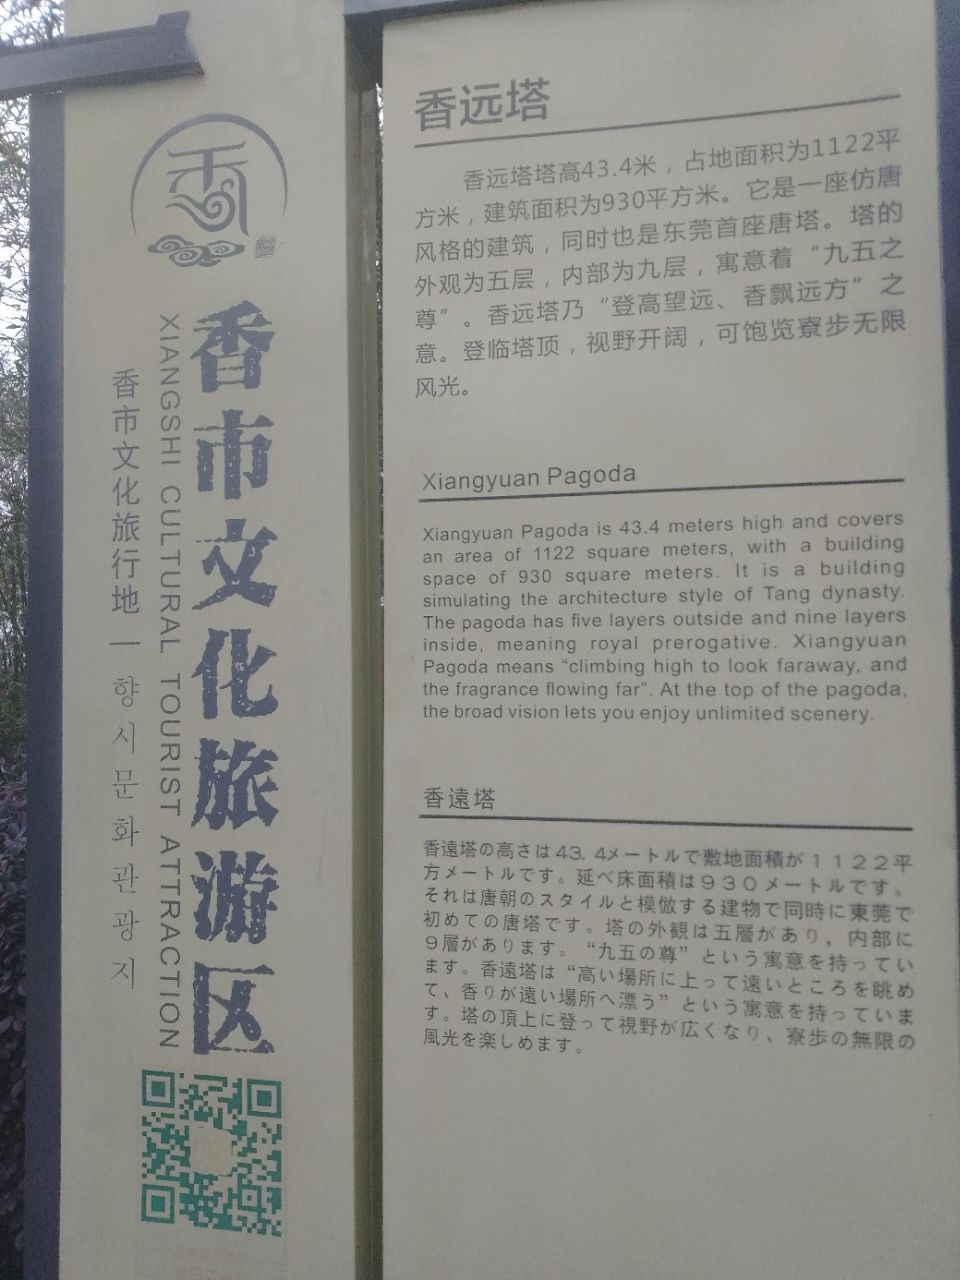 香
香市文化旅游区
XIANGSHI CULTURAL TOURIST ATTRACTION
香市文化旅行地 | 향시문화관광지
香远塔
香远塔塔高43.4米，占地面积为1122平
方米，建筑面积为930平方米。它是一座仿唐
风格的建筑，同时也是东莞首座唐塔。塔的
外观为五层，内部为九层，寓意着“九五之
尊”。香远塔乃“登高望远、香飘远方”之
意。登临塔顶，视野开阔，可饱览寮步无限
风光。
Xiangyuan Pagoda
Xiangyuan Pagoda is 43.4 meters high and covers
an area of 1122 square meters, with a building
space of 930 square meters. It is a building
simulating the architecture style of Tang dynasty.
The pagoda has five layers outside and nine layers
inside, meaning royal prerogative. Xiangyuan
Pagoda means “climbing high to look faraway, and
the fragrance flowing far”. At the top of the pagoda,
the broad vision lets you enjoy unlimited scenery.
香遠塔
香遠塔の高さは43.4メートルで敷地面積が１１２２平
方メートルです。延べ床面積は９３０メートルです。
それは唐朝のスタイルと模倣する建物で同時に東莞で
初めての唐塔です。塔の外観は五層があり，内部に
９層があります。“九五の尊”という寓意を持ってい
ます。香遠塔は“高い場所に上って遠いところを眺め
て、香りが遠い場所へ漂う”という寓意を持っていま
す。塔の頂上に登って視野が広くなり、寮歩の無限の
風光を楽しめます。